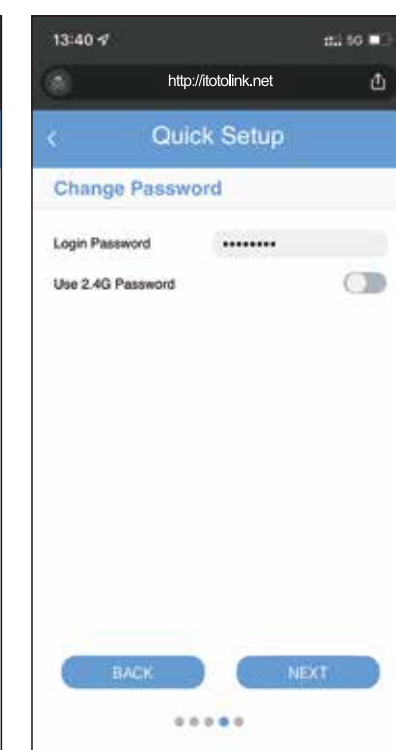 13:40
5G
http://itotolink.net
Quick Setup
Change Password
Login Password ••••••••
Use 2.4G Password
BACK NEXT